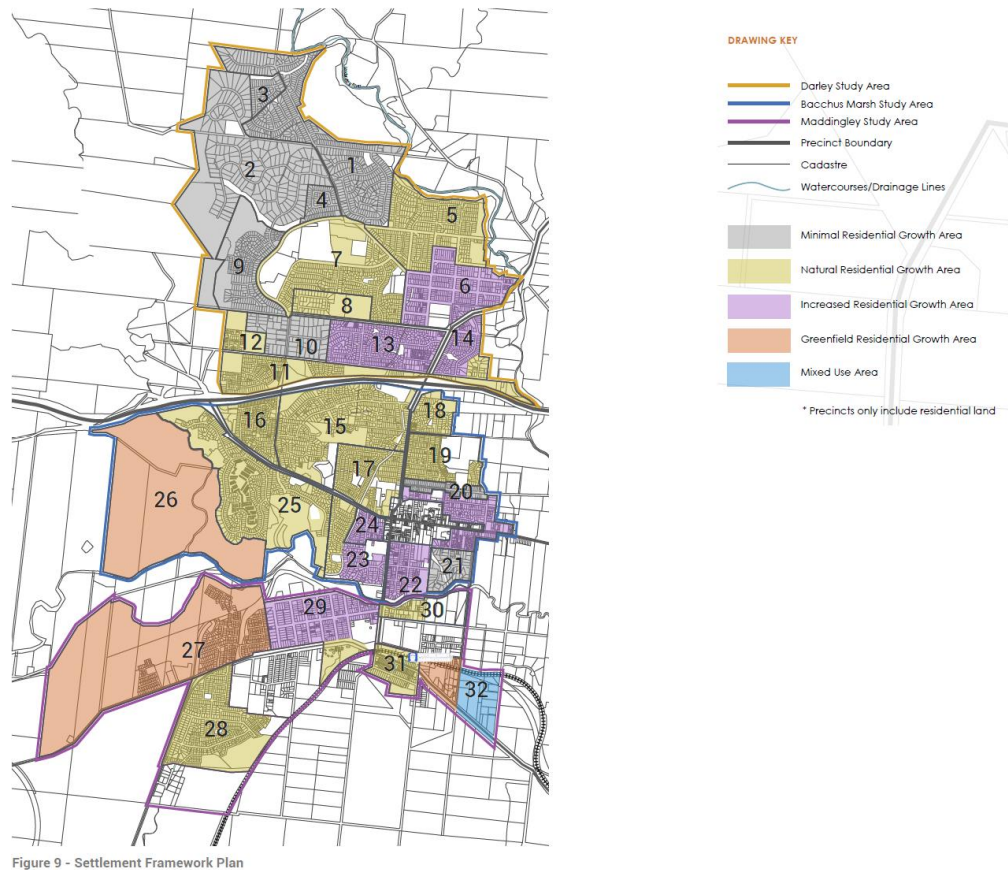 3
2
1
4
5
9
7
6
8
12
10
13
14
11
16
15
18
17
19
26
25
20
24
23
21
22
29
30
27
31
32
28
Figure 9 - Settlement Framework Plan
DRAWING KEY
Darley Study Area
Bacchus Marsh Study Area
Maddingley Study Area
Precinct Boundary
Cadastre
Watercourses/Drainage Lines
Minimal Residential Growth Area
Natural Residential Growth Area
Increased Residential Growth Area
Greenfield Residential Growth Area
Mixed Use Area
* Precincts only include residential land